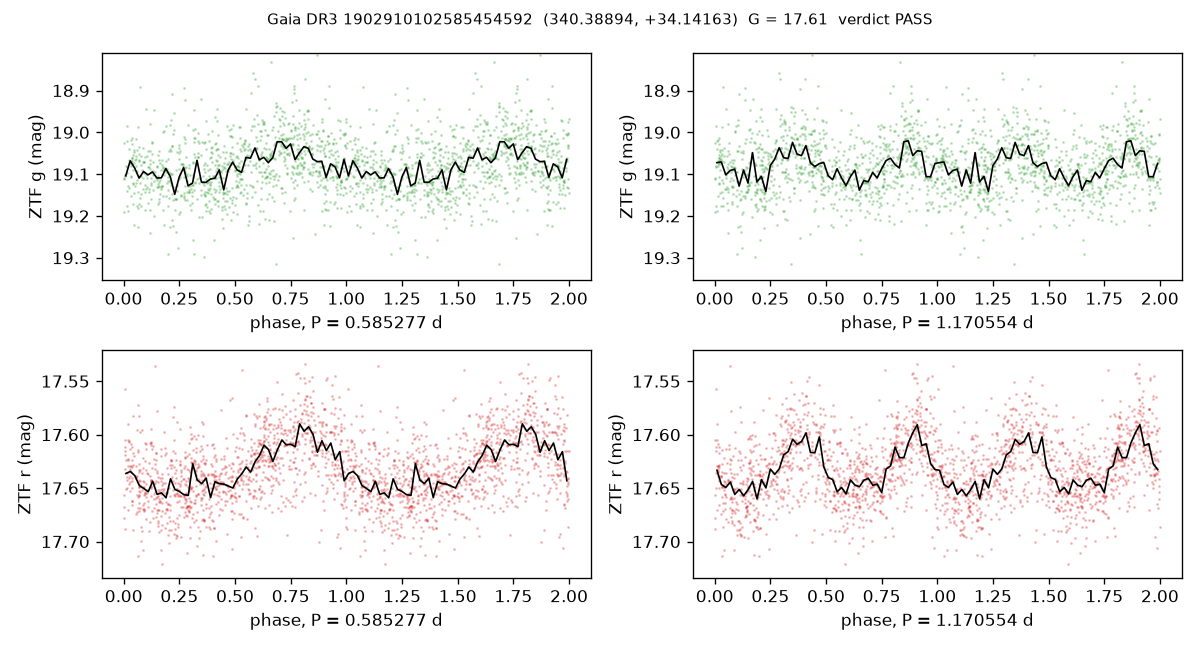 Gaia DR3 1902910102585454592 (340.38894, +34.14163) G = 17.61 verdict PASS
ZTF g (mag)
18.9
19.0
19.1
19.2
19.3
0.00 0.25 0.50 0.75 1.00 1.25 1.50 1.75 2.00
phase, P = 0.585277 d
ZTF g (mag)
18.9
19.0
19.1
19.2
19.3
0.00 0.25 0.50 0.75 1.00 1.25 1.50 1.75 2.00
phase, P = 1.170554 d
ZTF r (mag)
17.55
17.60
17.65
17.70
0.00 0.25 0.50 0.75 1.00 1.25 1.50 1.75 2.00
phase, P = 0.585277 d
ZTF r (mag)
17.55
17.60
17.65
17.70
0.00 0.25 0.50 0.75 1.00 1.25 1.50 1.75 2.00
phase, P = 1.170554 d